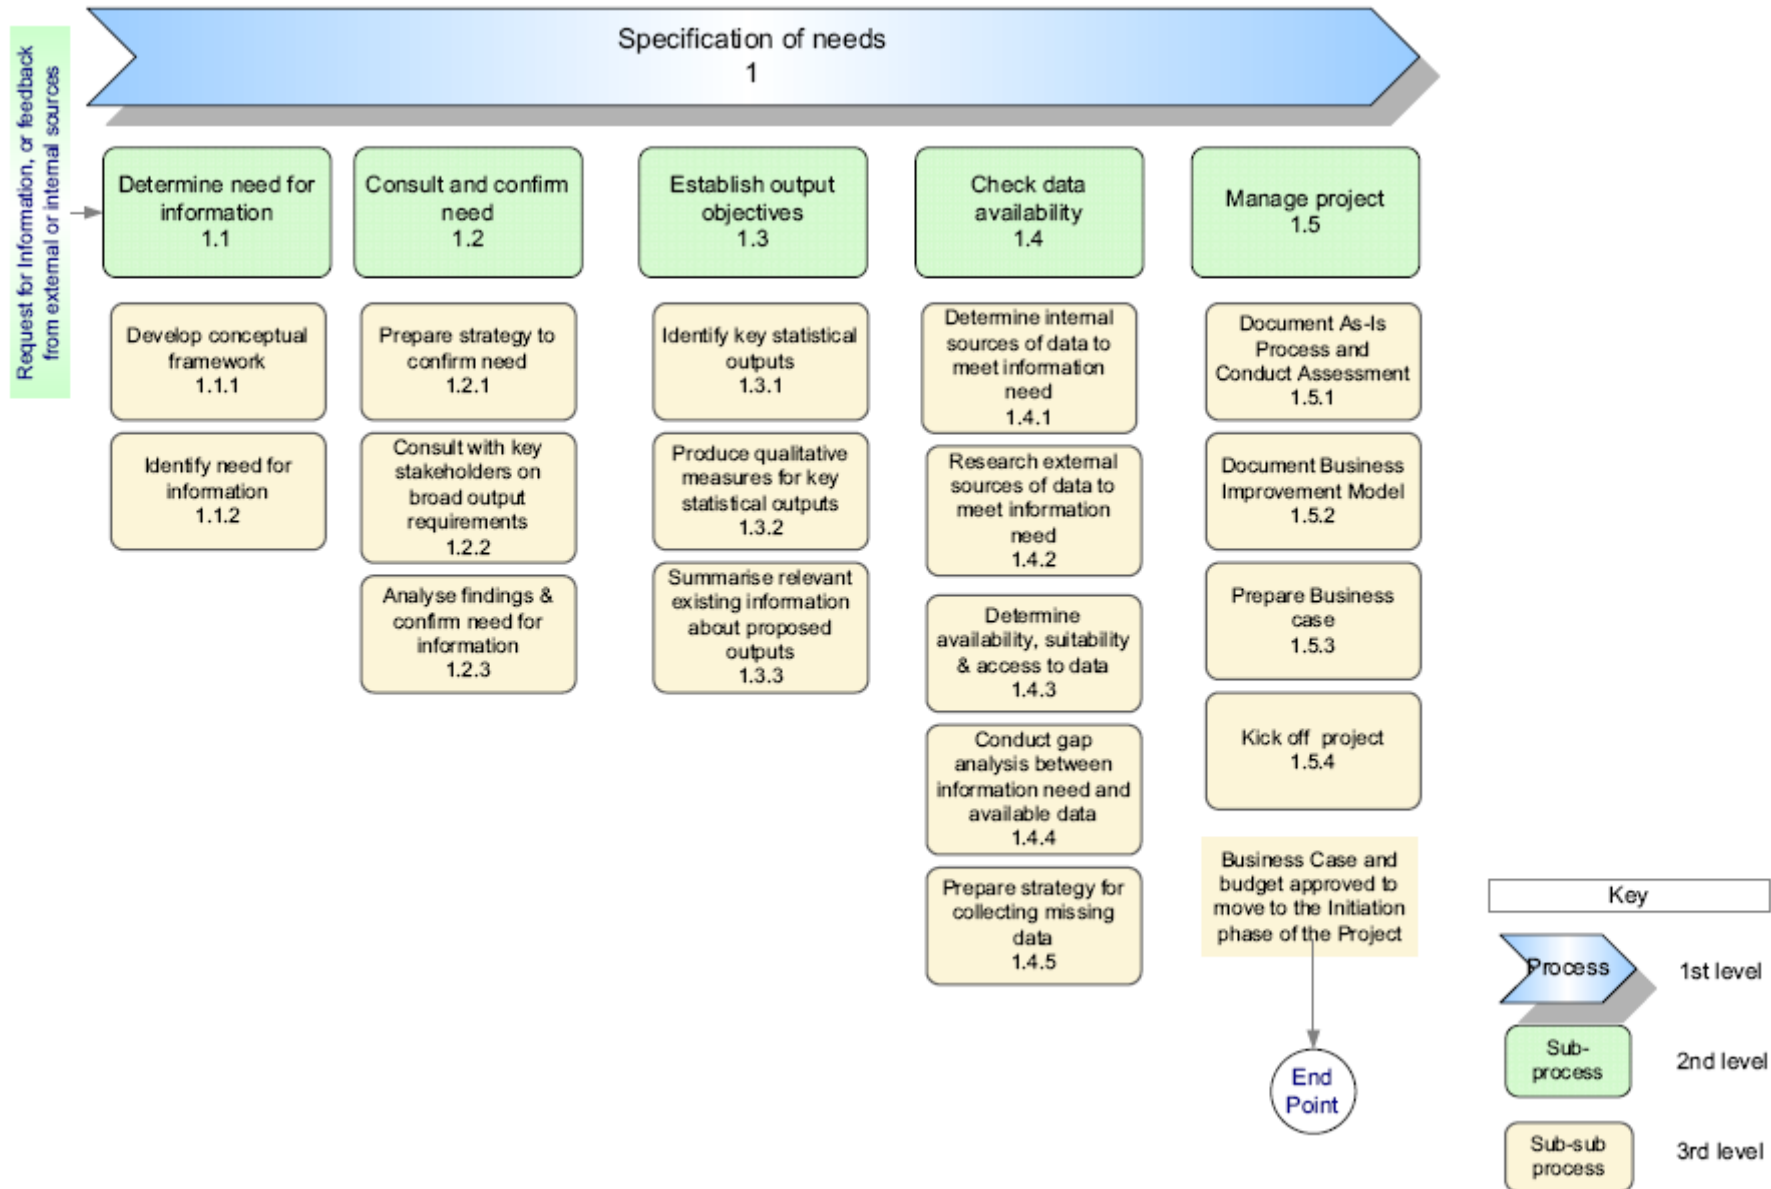 Specification of needs
1
Request for Information, or feedback
from external or internal sources
Determine need for
information
1.1
Consult and confirm
need
1.2
Establish output
objectives
1.3
Check data
availability
1.4
Manage project
1.5
Develop conceptual
framework
1.1.1
Identify need for
information
1.1.2
Prepare strategy to
confirm need
1.2.1
Consult with key
stakeholders on
broad output
requirements
1.2.2
Analyse findings &
confirm need for
information
1.2.3
Identify key statistical
outputs
1.3.1
Produce qualitative
measures for key
statistical outputs
1.3.2
Summarise relevant
existing information
about proposed
outputs
1.3.3
Determine internal
sources of data to
meet information
need
1.4.1
Research external
sources of data to
meet information
need
1.4.2
Determine
availability, suitability
& access to data
1.4.3
Conduct gap
analysis between
information need and
available data
1.4.4
Prepare strategy for
collecting missing
data
1.4.5
Document As-Is
Process and
Conduct Assessment
1.5.1
Document Business
Improvement Model
1.5.2
Prepare Business
case
1.5.3
Kick off project
1.5.4
Business Case and
budget approved to
move to the Initiation
phase of the Project
End
Point
Key
Process
1st level
Sub-
process
2nd level
Sub-sub
process
3rd level